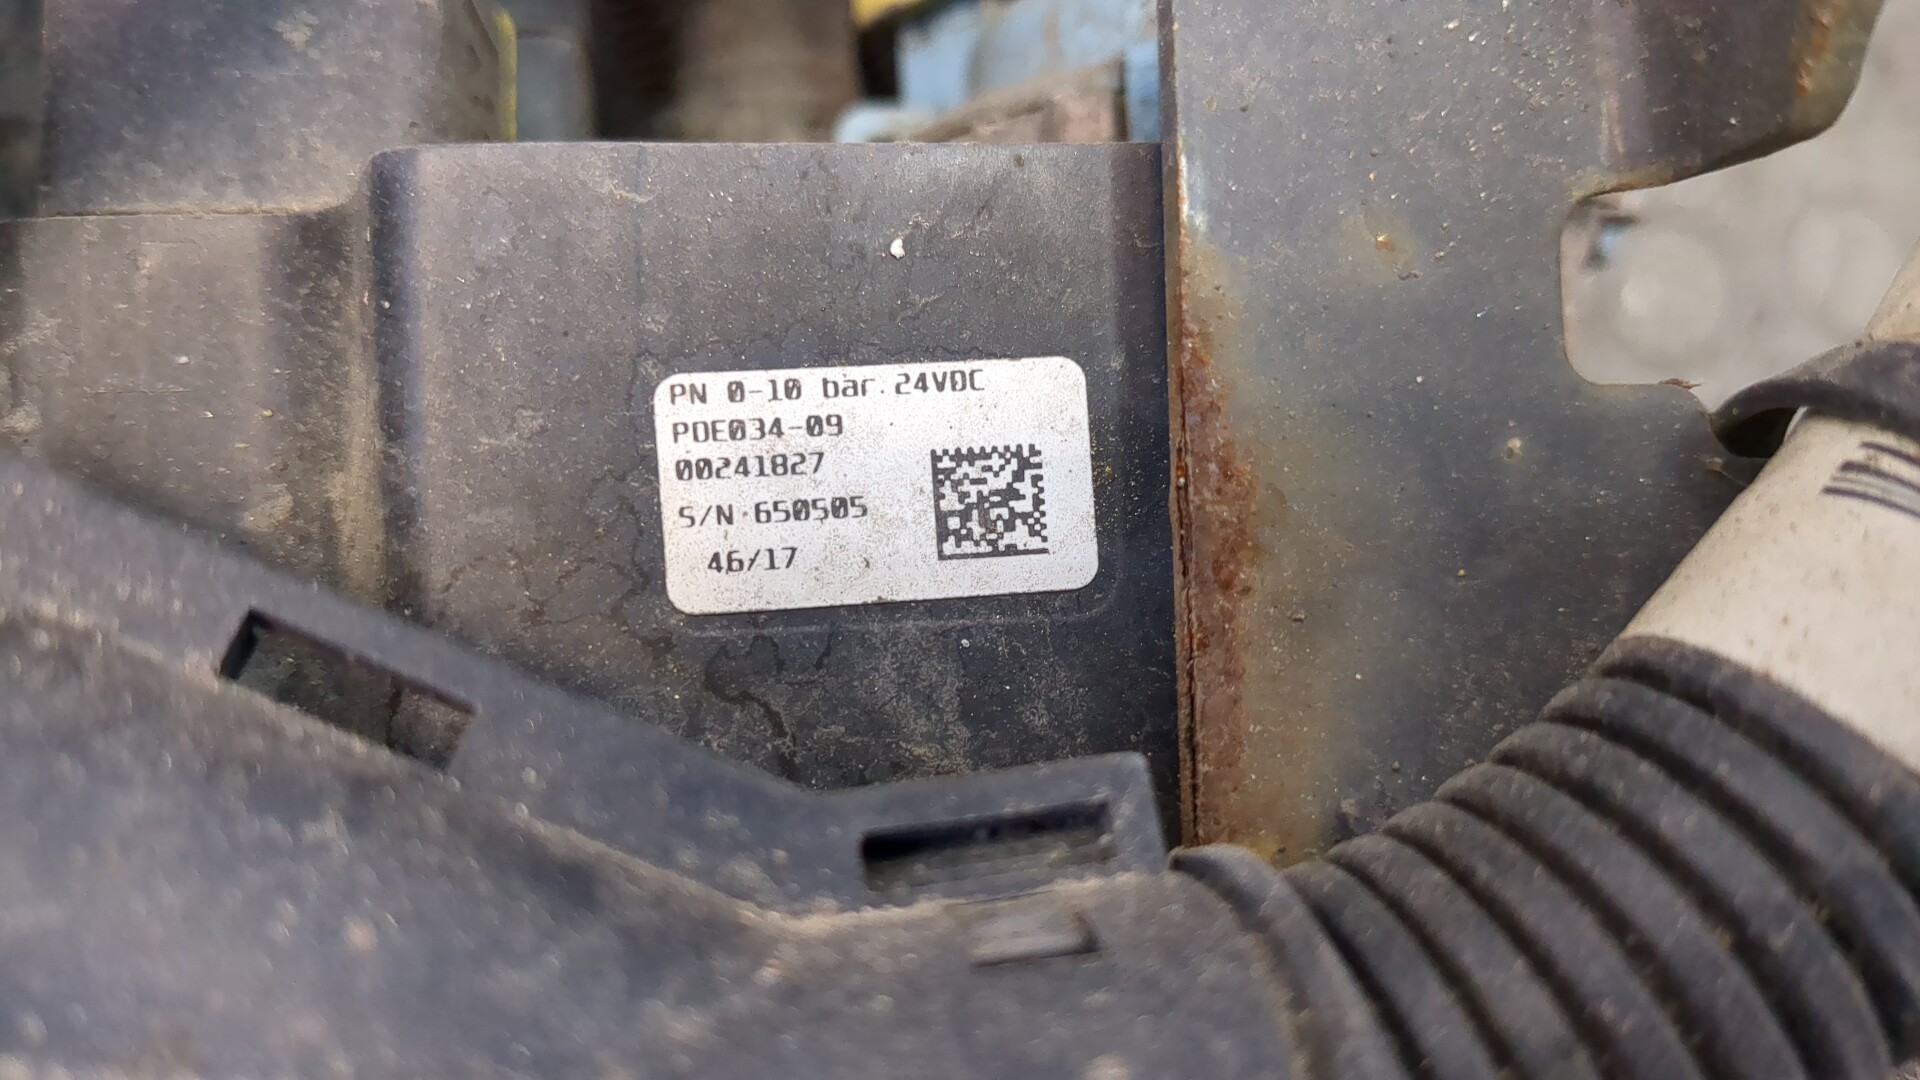 PN 0-10 bar. 24VDC
PDE034-09
00241827
S/N·650505
46/17